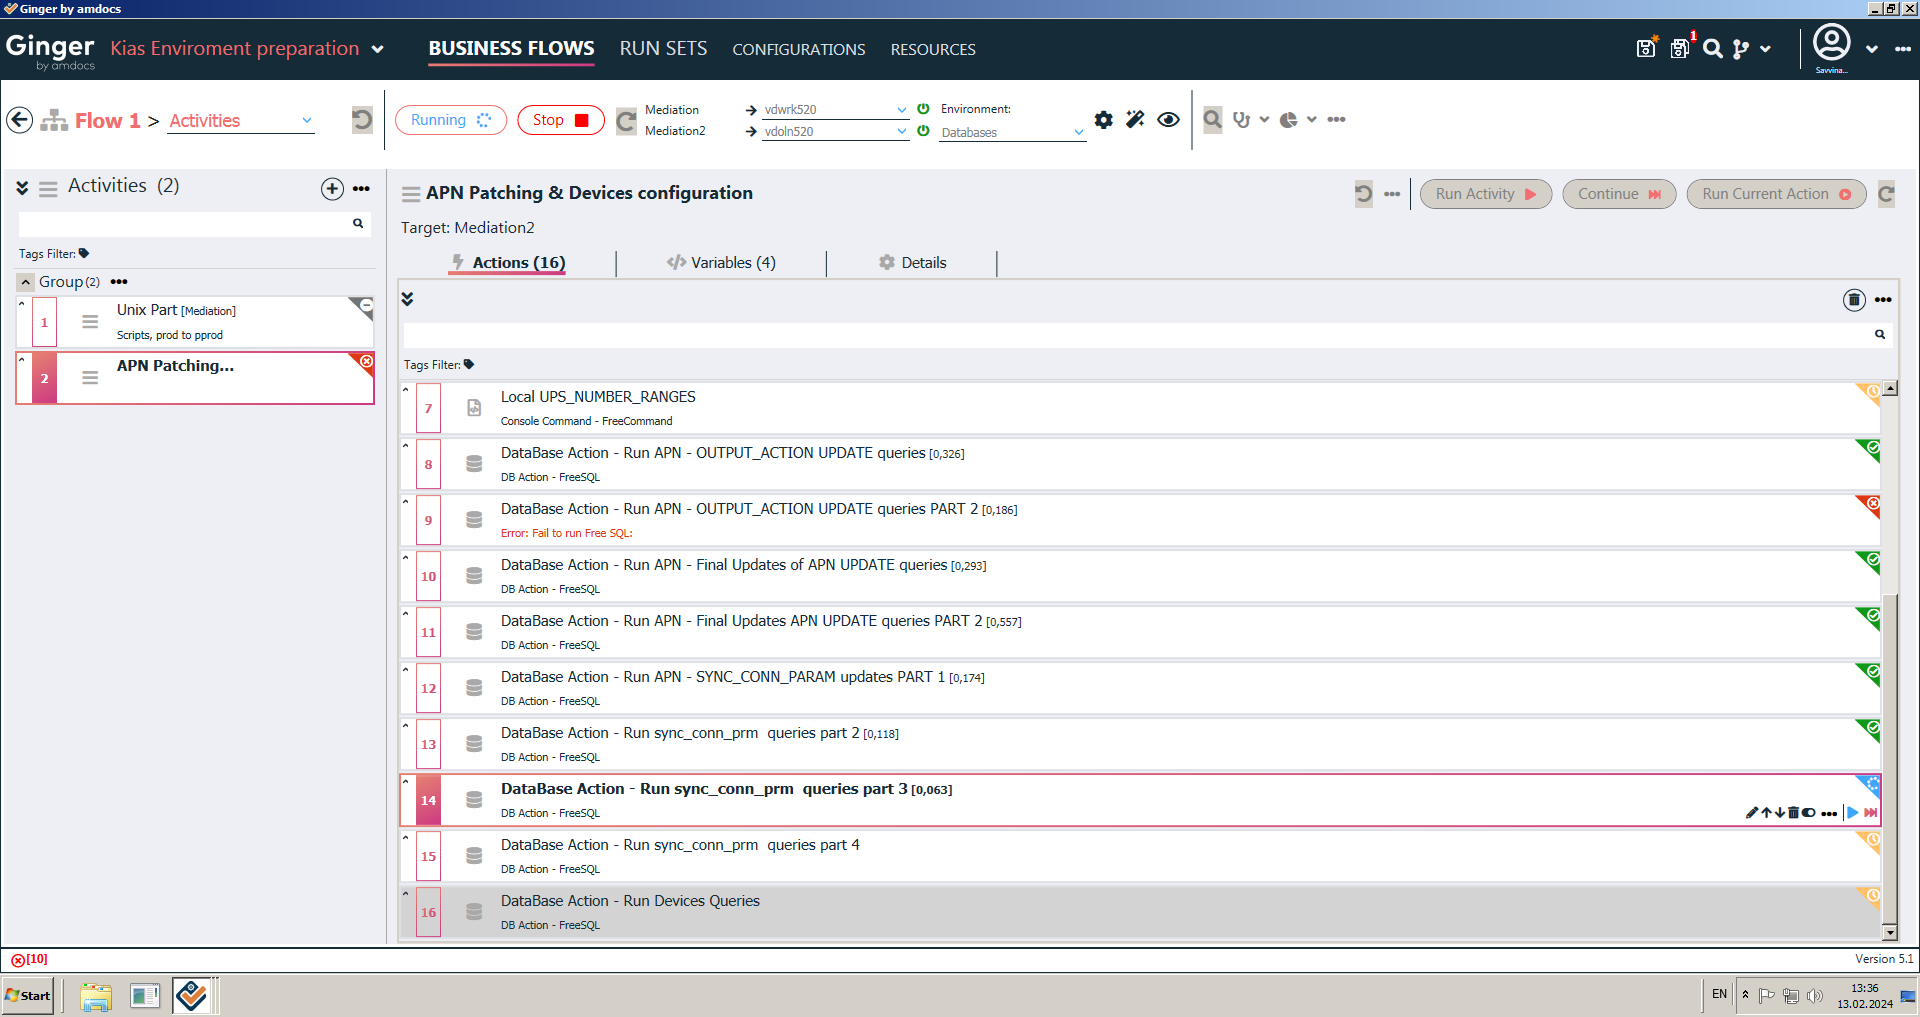 Ginger by amdocs
Ginger
by amdocs
Kias Enviroment preparation
BUSINESS FLOWS
RUN SETS
CONFIGURATIONS
RESOURCES
1
Savvina...
Flow 1 > Activities
Running
Stop
Mediation
Mediation2
vdwrk520
vdoln520
Environment:
Databases
Activities (2)
Tags Filter:
Group(2)
1
Unix Part [Mediation]
Scripts, prod to pprod
2
APN Patching...
APN Patching & Devices configuration
Run Activity
Continue
Run Current Action
Target: Mediation2
Actions (16)
Variables (4)
Details
Tags Filter:
7
Local UPS_NUMBER_RANGES
Console Command - FreeCommand
8
DataBase Action - Run APN - OUTPUT_ACTION UPDATE queries [0,326]
DB Action - FreeSQL
9
DataBase Action - Run APN - OUTPUT_ACTION UPDATE queries PART 2 [0,186]
Error: Fail to run Free SQL:
10
DataBase Action - Run APN - Final Updates of APN UPDATE queries [0,293]
DB Action - FreeSQL
11
DataBase Action - Run APN - Final Updates APN UPDATE queries PART 2 [0,557]
DB Action - FreeSQL
12
DataBase Action - Run APN - SYNC_CONN_PARAM updates PART 1 [0,174]
DB Action - FreeSQL
13
DataBase Action - Run sync_conn_prm  queries part 2 [0,118]
DB Action - FreeSQL
14
DataBase Action - Run sync_conn_prm  queries part 3 [0,063]
DB Action - FreeSQL
15
DataBase Action - Run sync_conn_prm  queries part 4
DB Action - FreeSQL
16
DataBase Action - Run Devices Queries
DB Action - FreeSQL
[10]
Version 5.1
Start
EN
13:36
13.02.2024